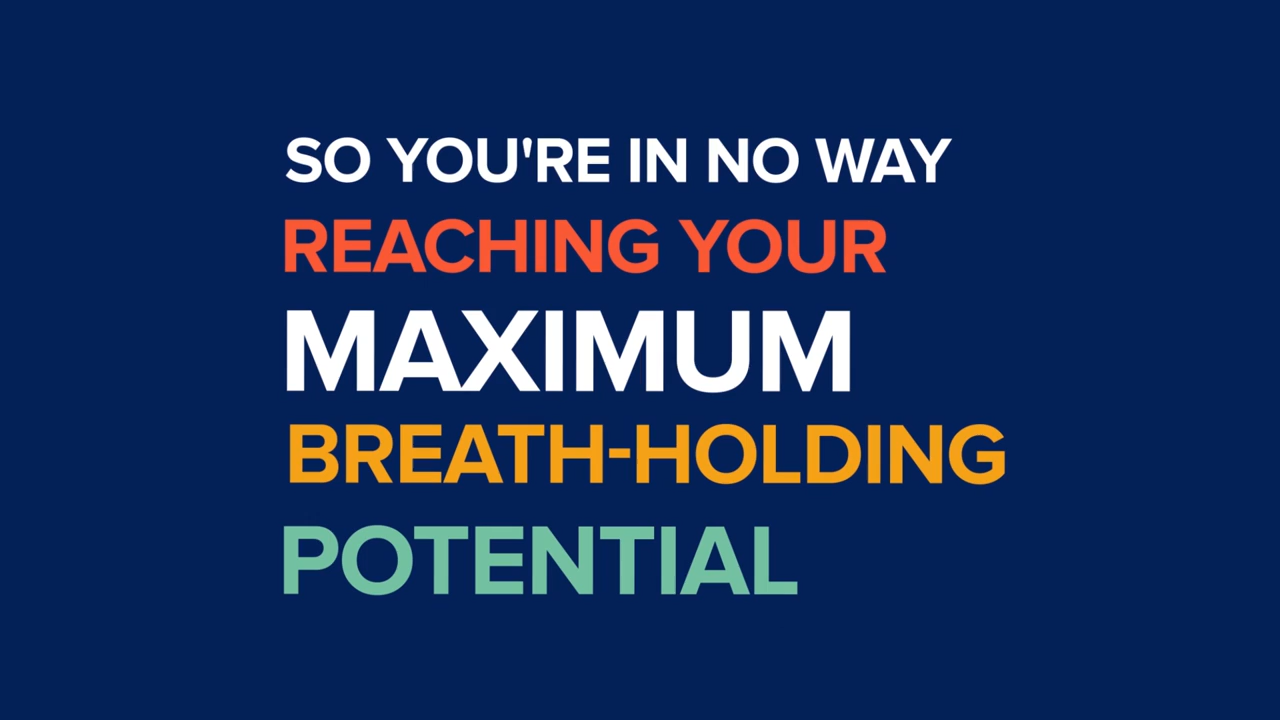 SO YOU'RE IN NO WAY
REACHING YOUR
MAXIMUM
BREATH-HOLDING
POTENTIAL